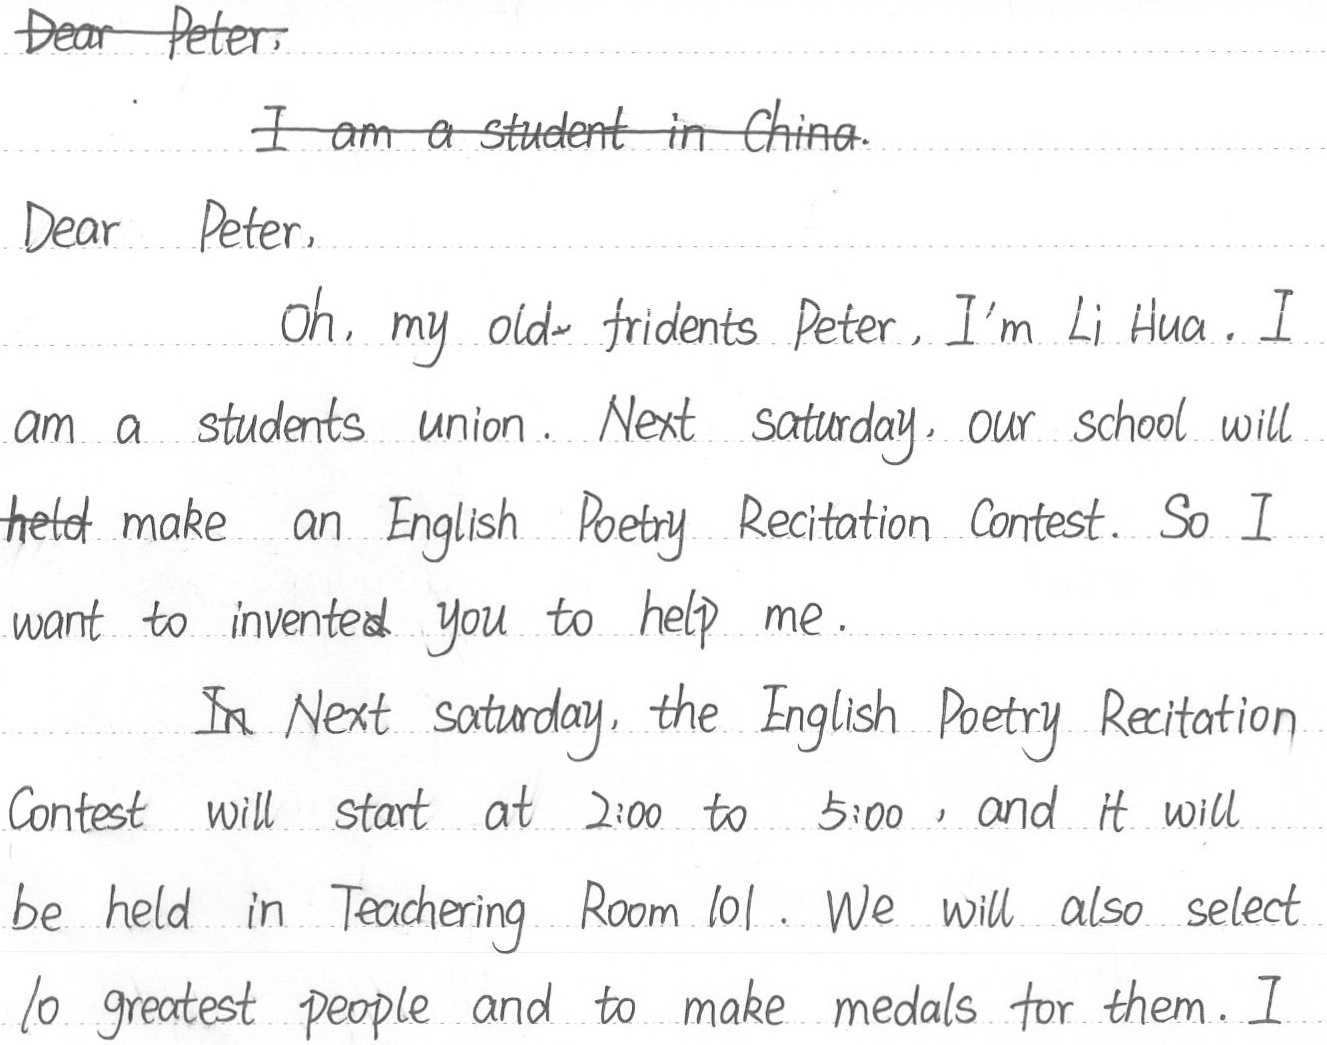 Dear Peter,
I am a student in China.
Dear Peter,
Oh, my old fridents Peter, I'm Li Hua. I
am a students union. Next saturday, our school will
held make an English Poetry Recitation Contest. So I
want to invented you to help me.
In Next saturday, the English Poetry Recitation
Contest will start at 2:00 to 5:00, and it will
be held in Teachering Room 101. We will also select
10 greatest people and to make medals for them. I